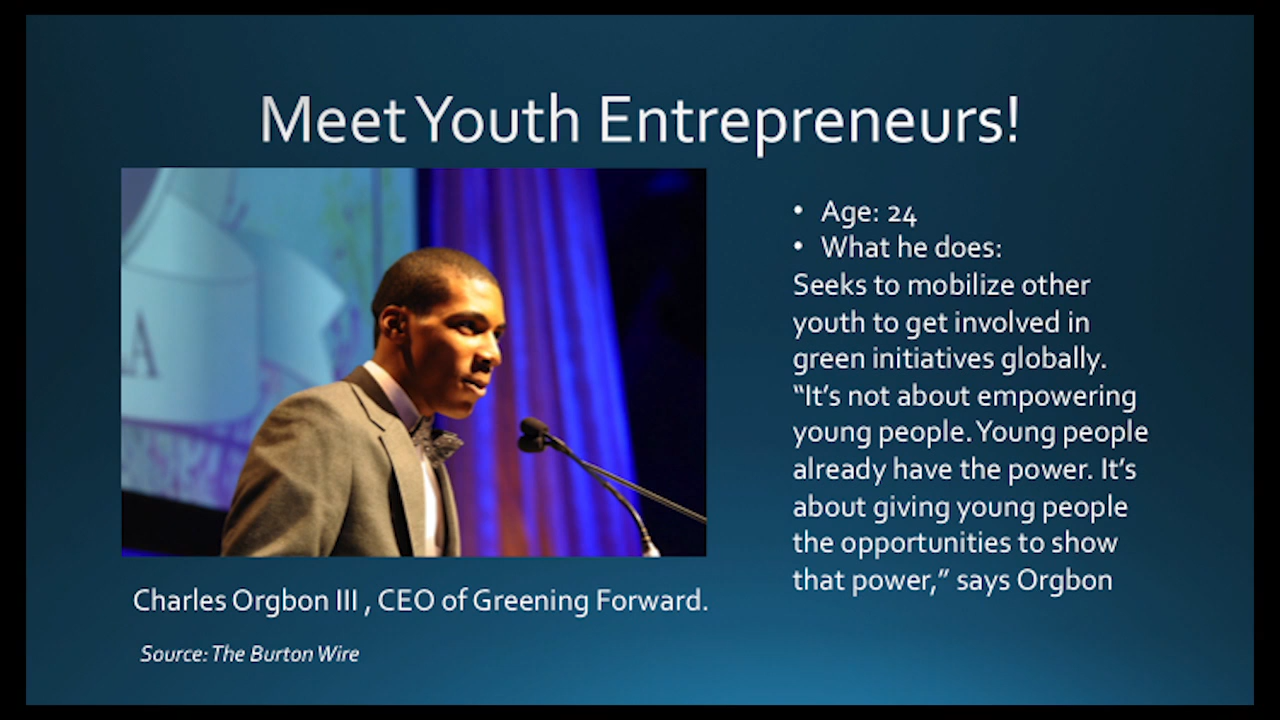 Meet Youth Entrepreneurs!
A
• Age: 24
• What he does:
Seeks to mobilize other
youth to get involved in
green initiatives globally.
“It’s not about empowering
young people. Young people
already have the power. It’s
about giving young people
the opportunities to show
that power,” says Orgbon
Charles Orgbon III , CEO of Greening Forward.
Source: The Burton Wire